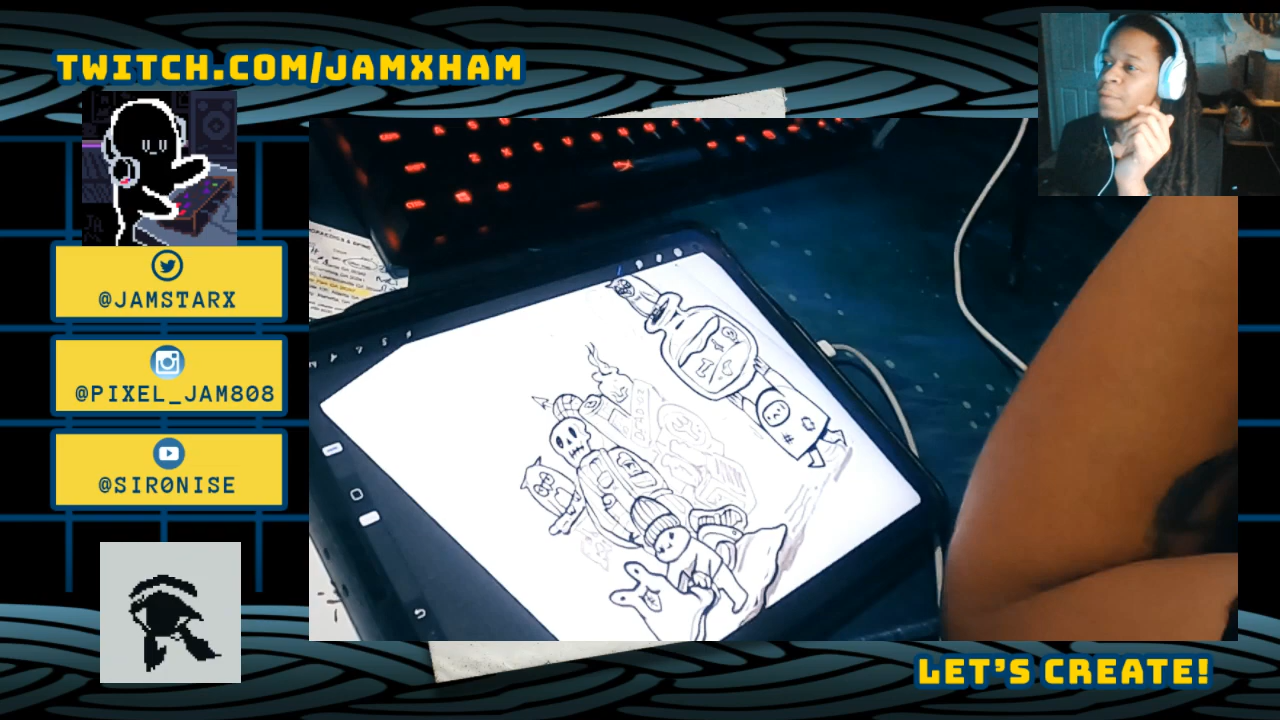 TWITCH.COM/JAMXHAM
@JAMSTARX
@PIXEL_JAM808
@SIR0NISE
LET'S CREATE!